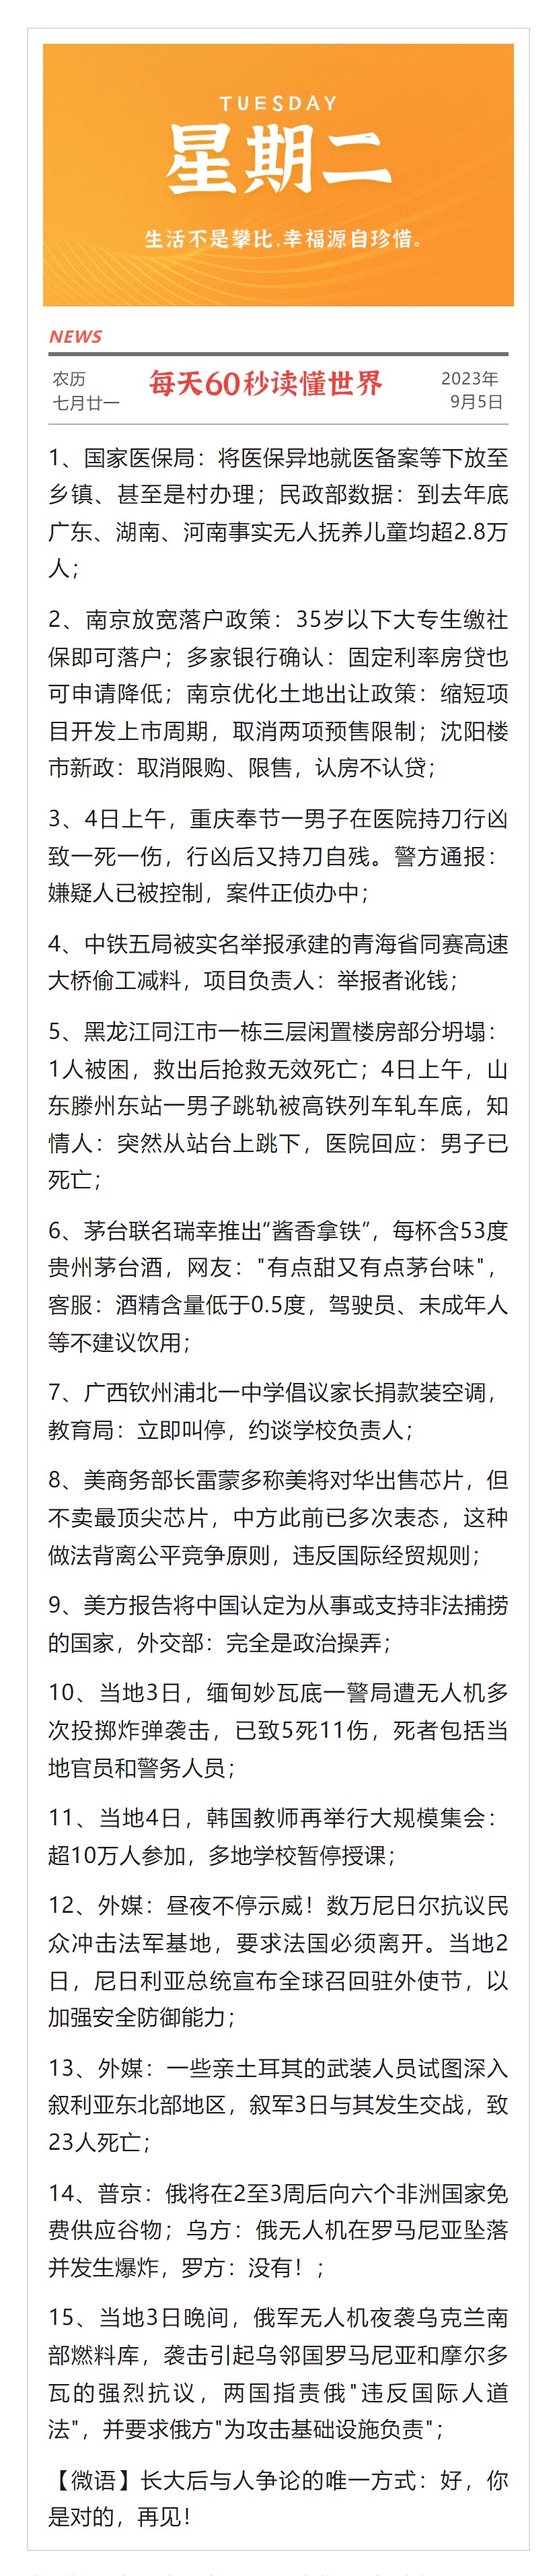 TUESDAY
星期二
生活不是攀比,幸福源自珍惜。
NEWS
农历
七月廿一
每天60秒读懂世界
2023年
9月5日
1、国家医保局：将医保异地就医备案等下放至
乡镇、甚至是村办理；民政部数据：到去年底
广东、湖南、河南事实无人抚养儿童均超2.8万
人；
2、南京放宽落户政策：35岁以下大专生缴社
保即可落户；多家银行确认：固定利率房贷也
可申请降低；南京优化土地出让政策：缩短项
目开发上市周期，取消两项预售限制；沈阳楼
市新政：取消限购、限售，认房不认贷；
3、4日上午，重庆奉节一男子在医院持刀行凶
致一死一伤，行凶后又持刀自残。警方通报：
嫌疑人已被控制，案件正侦办中；
4、中铁五局被实名举报承建的青海省同赛高速
大桥偷工减料，项目负责人：举报者讹钱；
5、黑龙江同江市一栋三层闲置楼房部分坍塌：
1人被困，救出后抢救无效死亡；4日上午，山
东滕州东站一男子跳轨被高铁列车轧车底，知
情人：突然从站台上跳下，医院回应：男子已
死亡；
6、茅台联名瑞幸推出“酱香拿铁”，每杯含53度
贵州茅台酒，网友："有点甜又有点茅台味"，
客服：酒精含量低于0.5度，驾驶员、未成年人
等不建议饮用；
7、广西钦州浦北一中学倡议家长捐款装空调，
教育局：立即叫停，约谈学校负责人；
8、美商务部长雷蒙多称美将对华出售芯片，但
不卖最顶尖芯片，中方此前已多次表态，这种
做法背离公平竞争原则，违反国际经贸规则；
9、美方报告将中国认定为从事或支持非法捕捞
的国家，外交部：完全是政治操弄；
10、当地3日，缅甸妙瓦底一警局遭无人机多
次投掷炸弹袭击，已致5死11伤，死者包括当
地官员和警务人员；
11、当地4日，韩国教师再举行大规模集会：
超10万人参加，多地学校暂停授课；
12、外媒：昼夜不停示威！数万尼日尔抗议民
众冲击法军基地，要求法国必须离开。当地2
日，尼日利亚总统宣布全球召回驻外使节，以
加强安全防御能力；
13、外媒：一些亲土耳其的武装人员试图深入
叙利亚东北部地区，叙军3日与其发生交战，致
23人死亡；
14、普京：俄将在2至3周后向六个非洲国家免
费供应谷物；乌方：俄无人机在罗马尼亚坠落
并发生爆炸，罗方：没有！；
15、当地3日晚间，俄军无人机夜袭乌克兰南
部燃料库，袭击引起乌邻国罗马尼亚和摩尔多
瓦的强烈抗议，两国指责俄"违反国际人道
法"，并要求俄方"为攻击基础设施负责"；
【微语】长大后与人争论的唯一方式：好，你
是对的，再见！